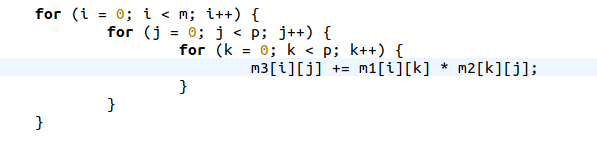 for (i = 0; i < m; i++) {
for (j = 0; j < p; j++) {
for (k = 0; k < p; k++) {
m3[i][j] += m1[i][k] * m2[k][j];
}
}
}